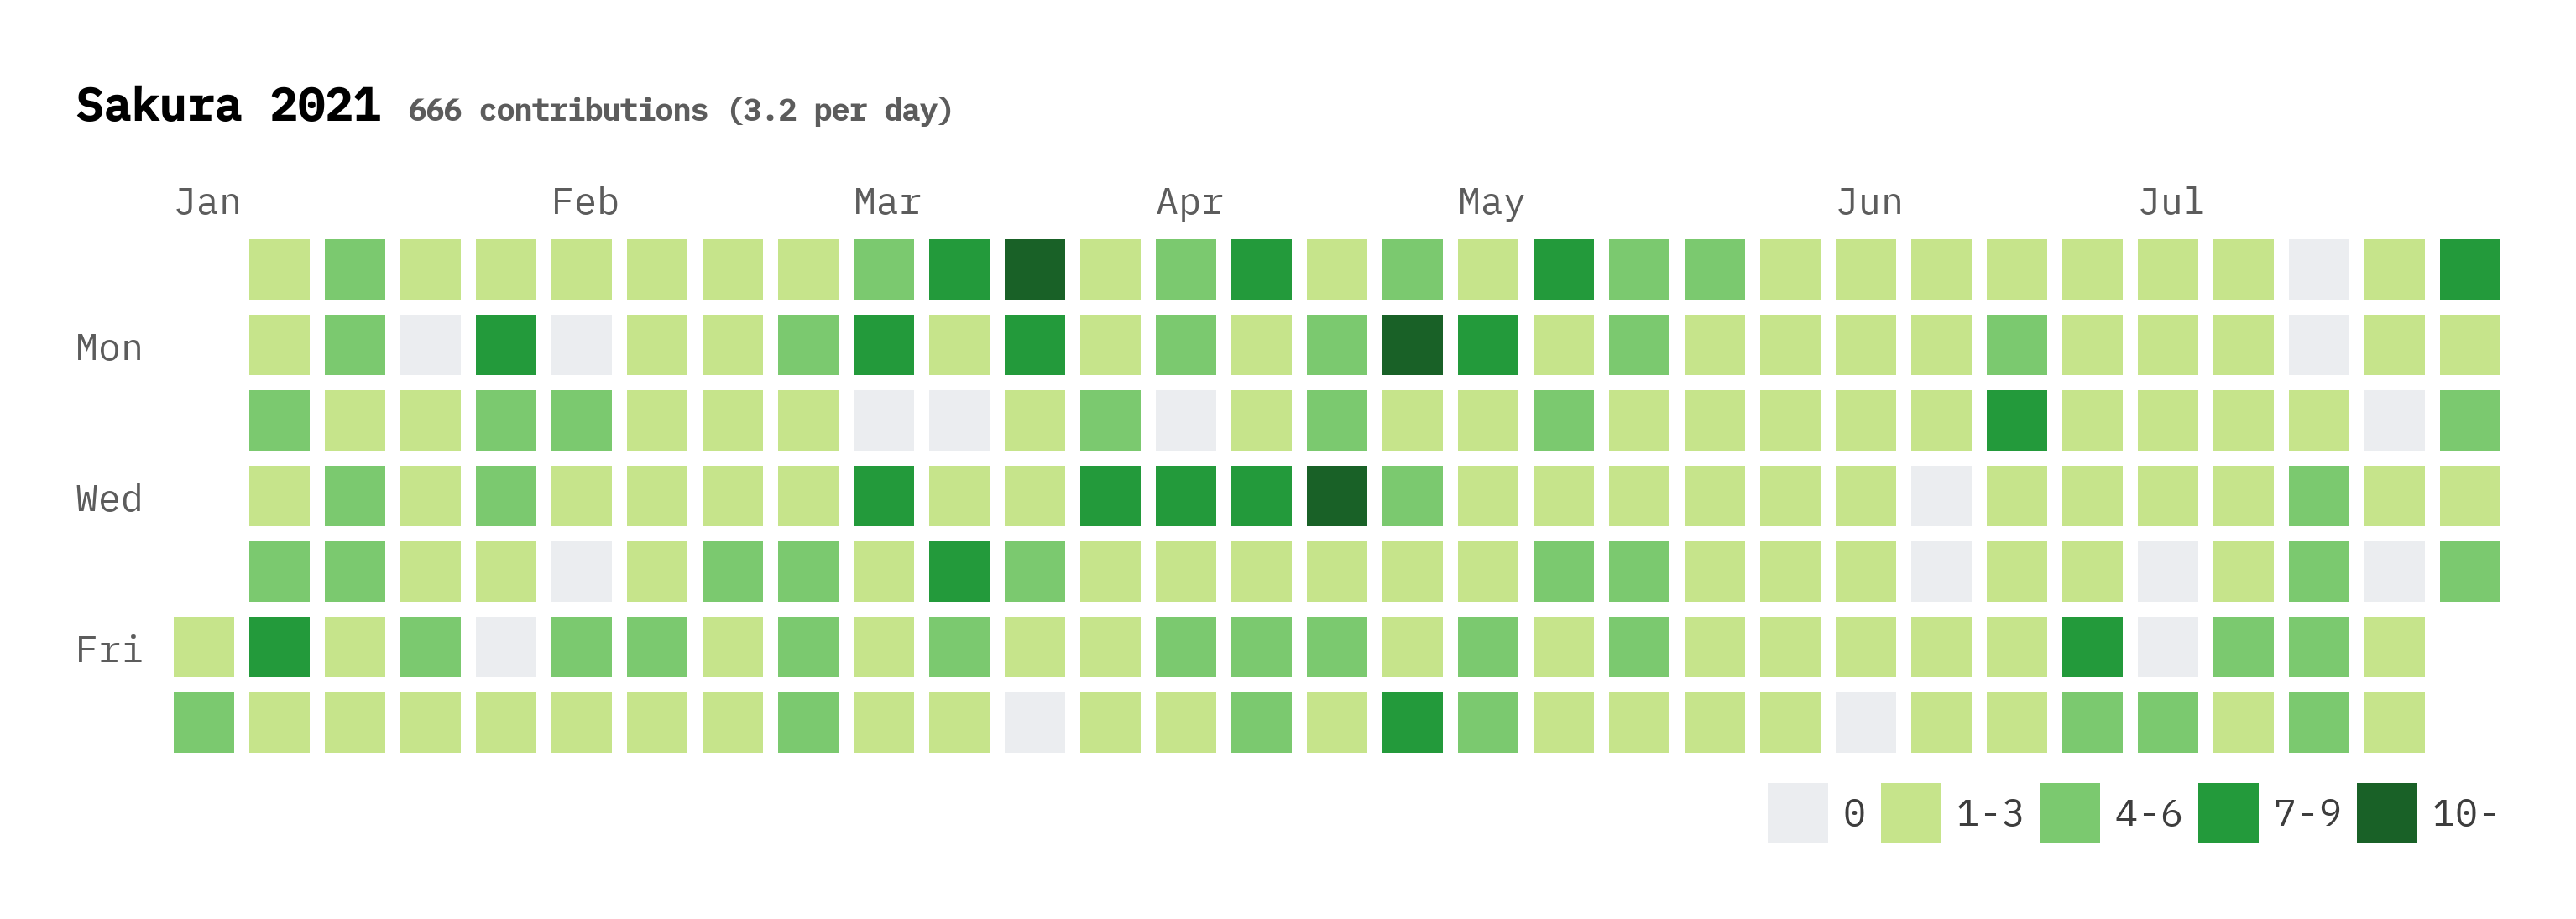 Sakura 2021 666 contributions (3.2 per day)
Jan Feb Mar Apr May Jun Jul
Mon
Wed
Fri
0 1-3 4-6 7-9 10-